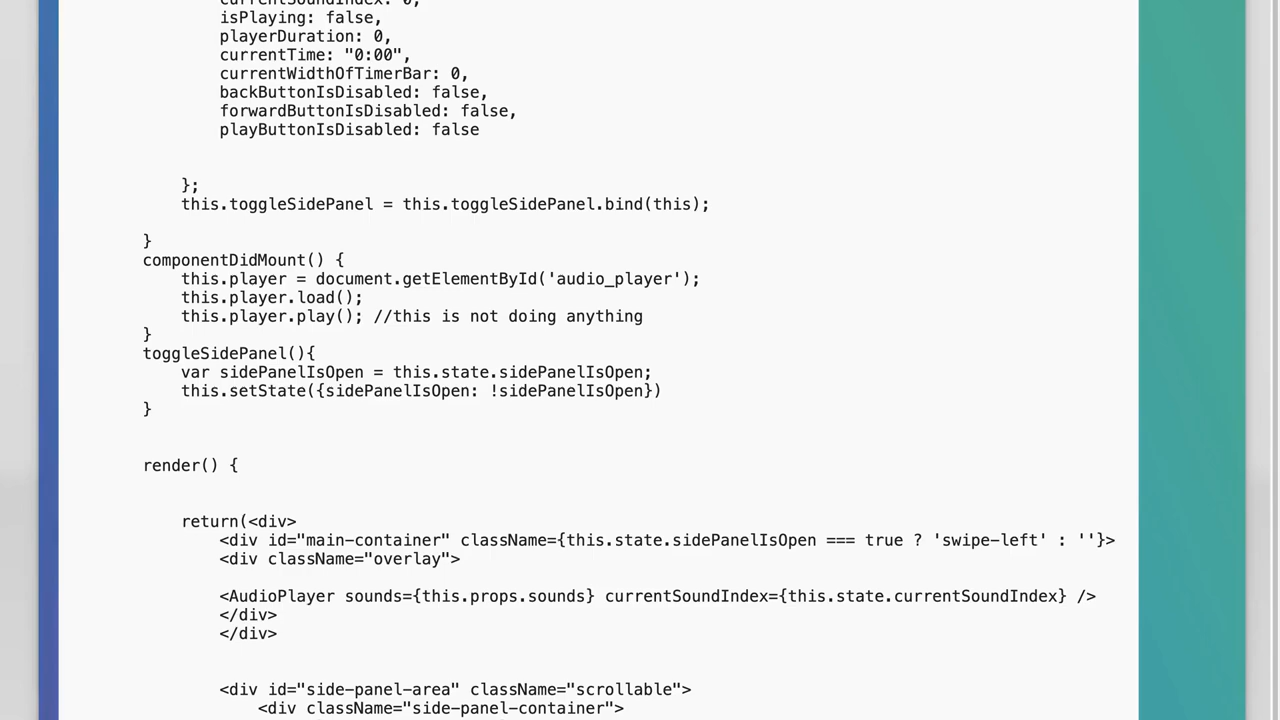 currentSoundIndex: 0,
isPlaying: false,
playerDuration: 0,
currentTime: "0:00",
currentWidthOfTimerBar: 0,
backButtonIsDisabled: false,
forwardButtonIsDisabled: false,
playButtonIsDisabled: false
};
this.toggleSidePanel = this.toggleSidePanel.bind(this);
}
componentDidMount() {
this.player = document.getElementById('audio_player');
this.player.load();
this.player.play(); //this is not doing anything
}
toggleSidePanel(){
var sidePanelIsOpen = this.state.sidePanelIsOpen;
this.setState({sidePanelIsOpen: !sidePanelIsOpen})
}
render() {
return(<div>
<div id="main-container" className={this.state.sidePanelIsOpen === true ? 'swipe-left' : ''}>
<div className="overlay">
<AudioPlayer sounds={this.props.sounds} currentSoundIndex={this.state.currentSoundIndex} />
</div>
</div>
<div id="side-panel-area" className="scrollable">
<div className="side-panel-container">